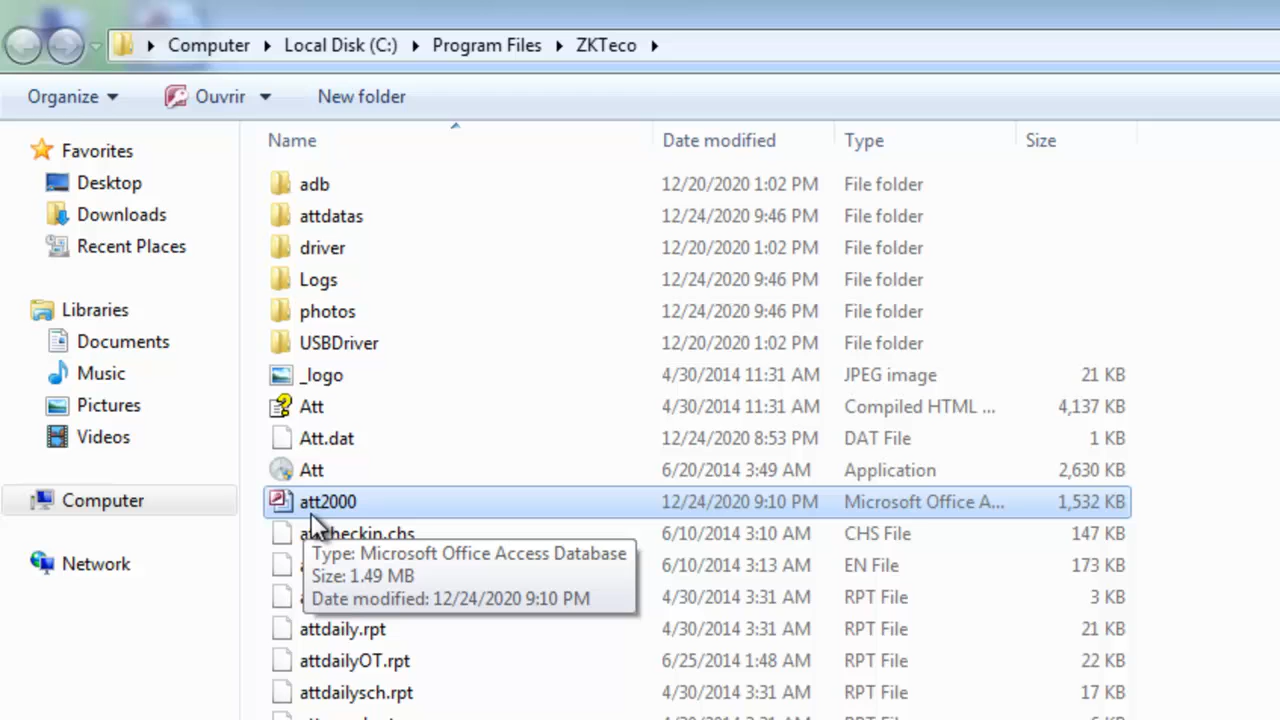 Computer Local Disk (C:) Program Files ZKTeco
Organize Ouvrir New folder
Name Date modified Type Size
Favorites
Desktop
Downloads
Recent Places
Libraries
Documents
Music
Pictures
Videos
Computer
Network
adb 12/20/2020 1:02 PM File folder
attdatas 12/24/2020 9:46 PM File folder
driver 12/20/2020 1:02 PM File folder
Logs 12/24/2020 9:46 PM File folder
photos 12/24/2020 9:46 PM File folder
USBDriver 12/20/2020 1:02 PM File folder
_logo 4/30/2014 11:31 AM JPEG image 21 KB
Att 4/30/2014 11:31 AM Compiled HTML ... 4,137 KB
Att.dat 12/24/2020 8:53 PM DAT File 1 KB
Att 6/20/2014 3:49 AM Application 2,630 KB
att2000 12/24/2020 9:10 PM Microsoft Office A... 1,532 KB
6/10/2014 3:10 AM CHS File 147 KB
Type: Microsoft Office Access Database
Size: 1.49 MB
Date modified: 12/24/2020 9:10 PM
6/10/2014 3:13 AM EN File 173 KB
4/30/2014 3:31 AM RPT File 3 KB
attdaily.rpt 4/30/2014 3:31 AM RPT File 21 KB
attdailyOT.rpt 6/25/2014 1:48 AM RPT File 22 KB
attdailysch.rpt 4/30/2014 3:31 AM RPT File 17 KB